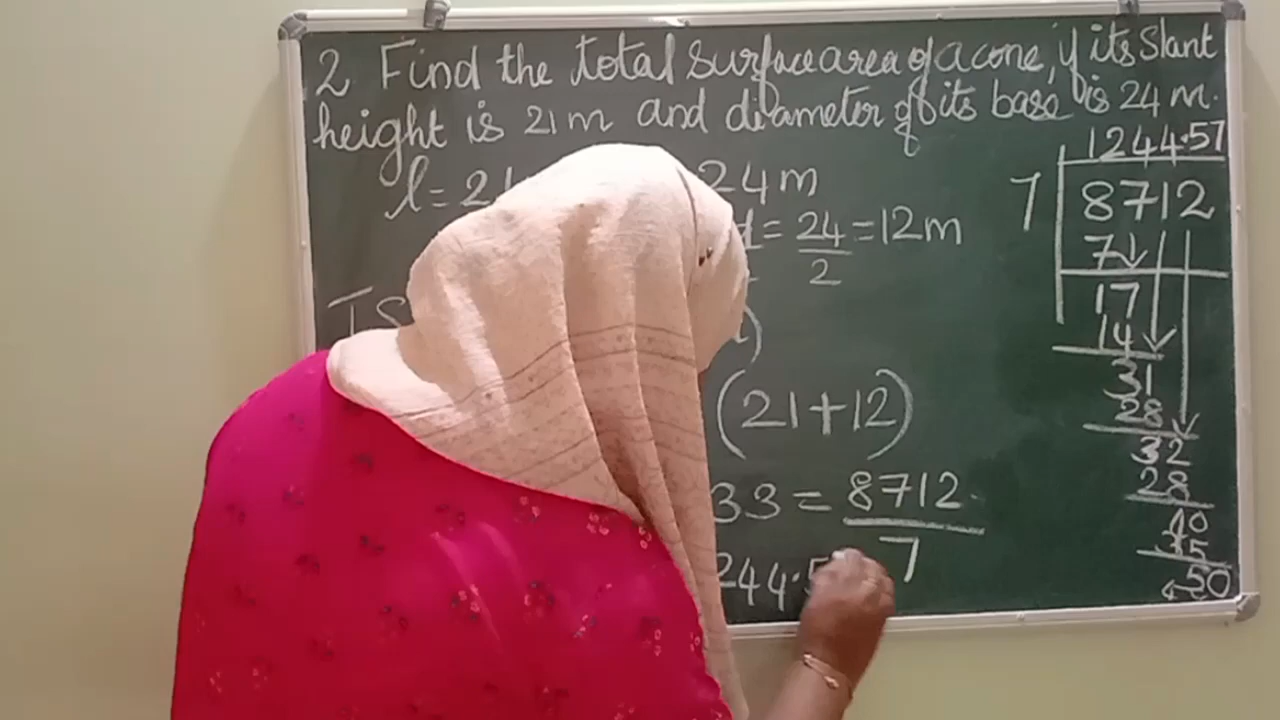 2 Find the total surface area of a cone, if its Slant
height is 21 m and diameter of its base is 24 m.
l = 2 24 m
= 24/2 = 12 m
TS
(21 + 12)
33 = 8712/7
244.5
1244.57
7 8712
7
17
14
31
28
32
28
40
35
50